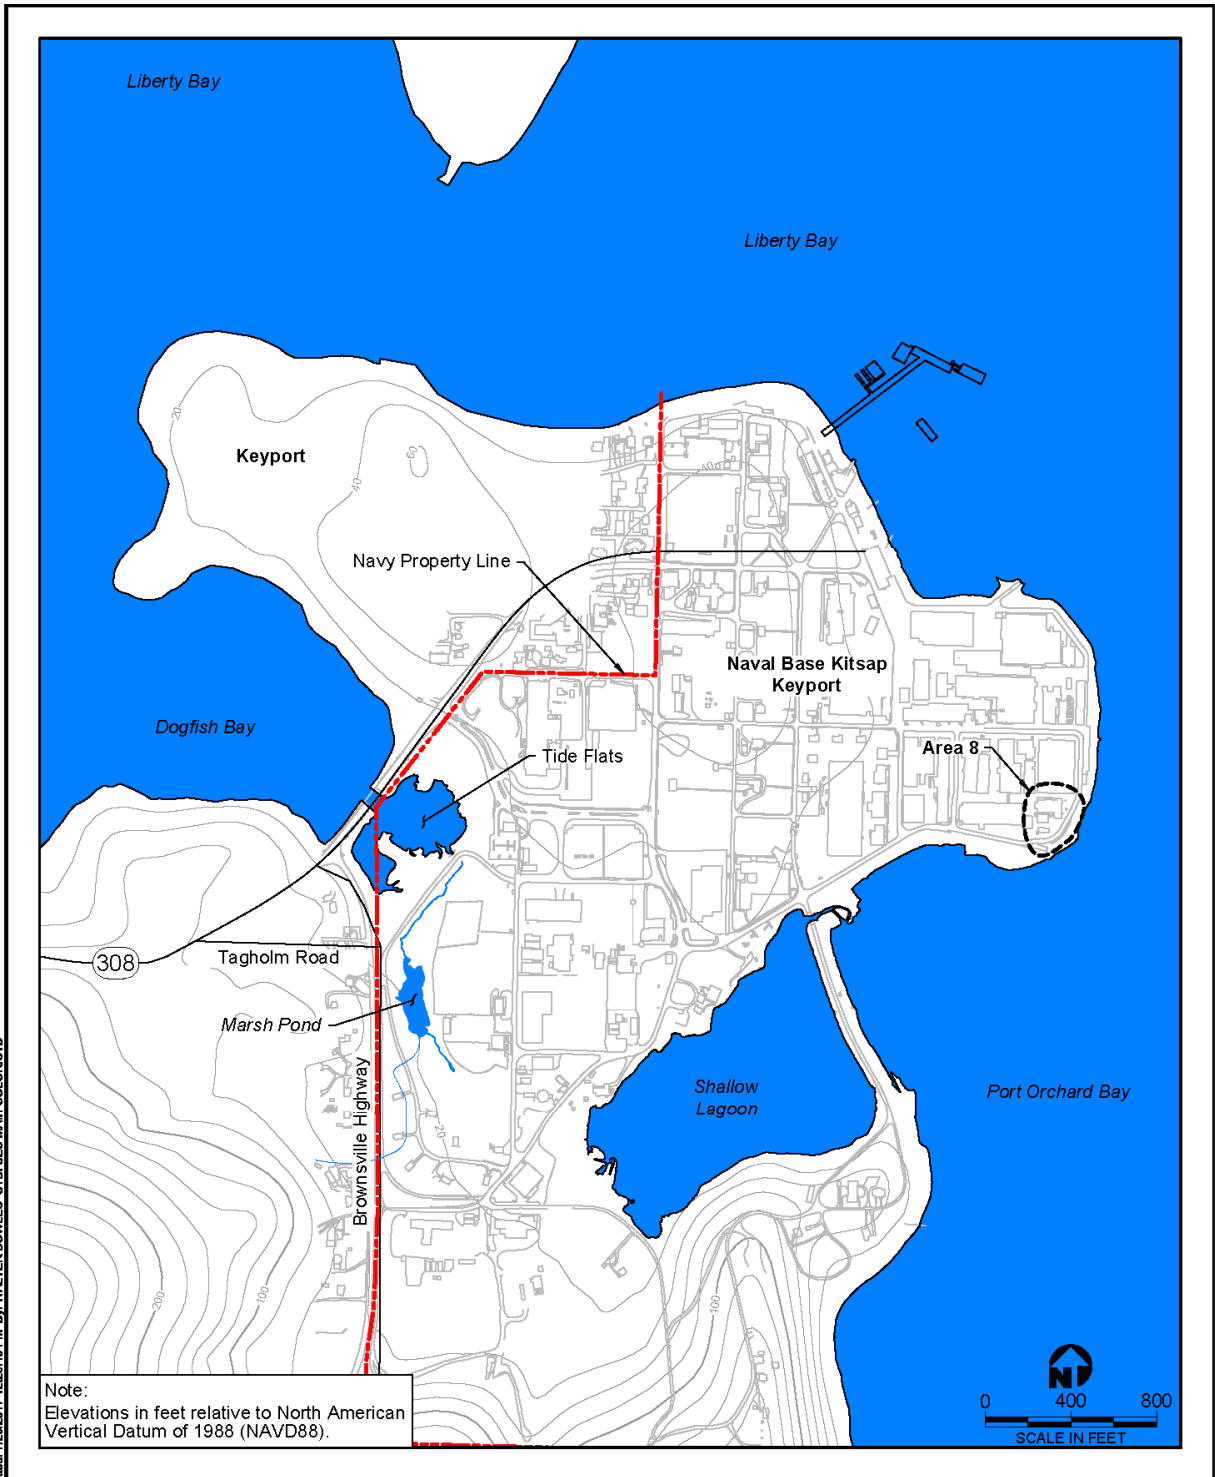 Liberty Bay
Liberty Bay
20
60
Keyport
40
40
Navy Property Line
Naval Base Kitsap
Keyport
Dogfish Bay
Area 8
Tide Flats
20
308
Tagholm Road
Marsh Pond
Shallow
Lagoon
Port Orchard Bay
Brownsville Highway
20
200
100
100
N
0 400 800
SCALE IN FEET
Note:
Elevations in feet relative to North American
Vertical Datum of 1988 (NAVD88).